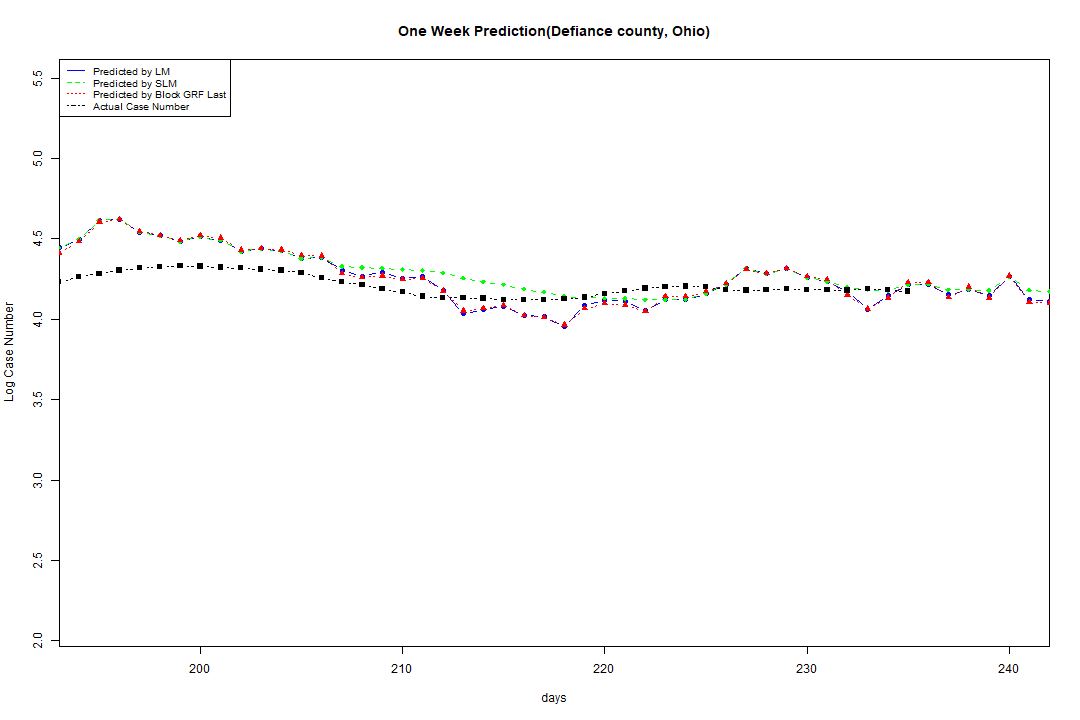 One Week Prediction(Defiance county, Ohio)
Predicted by LM
Predicted by SLM
Predicted by Block GRF Last
Actual Case Number
5.5
5.0
4.5
4.0
3.5
3.0
2.5
2.0
Log Case Number
200 210 220 230 240
days